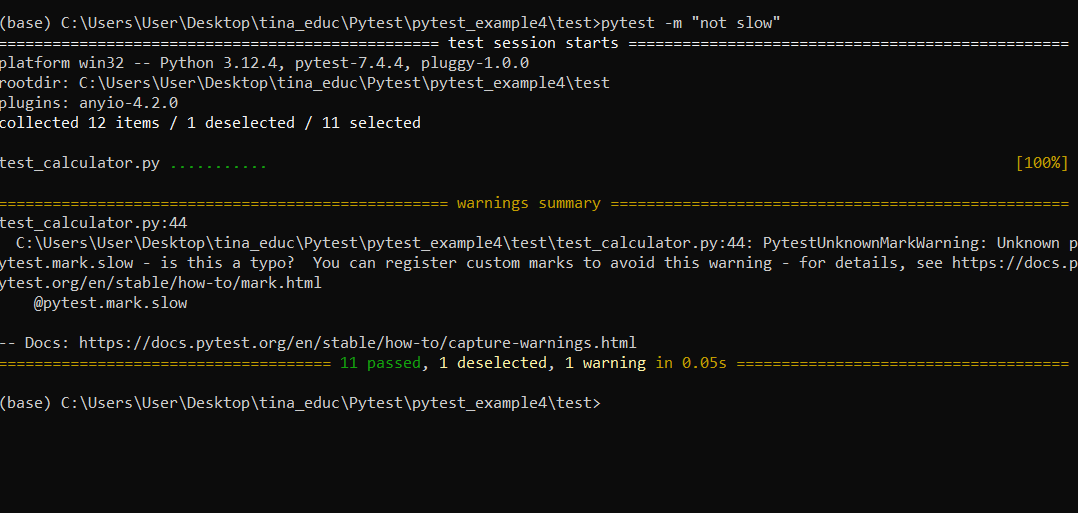 (base) C:\Users\User\Desktop\tina_educ\Pytest\pytest_example4\test>pytest -m "not slow"
================================================= test session starts =================================================
platform win32 -- Python 3.12.4, pytest-7.4.4, pluggy-1.0.0
rootdir: C:\Users\User\Desktop\tina_educ\Pytest\pytest_example4\test
plugins: anyio-4.2.0
collected 12 items / 1 deselected / 11 selected
test_calculator.py ........... [100%]
================================================== warnings summary ===================================================
test_calculator.py:44
C:\Users\User\Desktop\tina_educ\Pytest\pytest_example4\test\test_calculator.py:44: PytestUnknownMarkWarning: Unknown p
ytest.mark.slow - is this a typo?  You can register custom marks to avoid this warning - for details, see https://docs.p
ytest.org/en/stable/how-to/mark.html
@pytest.mark.slow
-- Docs: https://docs.pytest.org/en/stable/how-to/capture-warnings.html
===================================== 11 passed, 1 deselected, 1 warning in 0.05s =====================================
(base) C:\Users\User\Desktop\tina_educ\Pytest\pytest_example4\test>